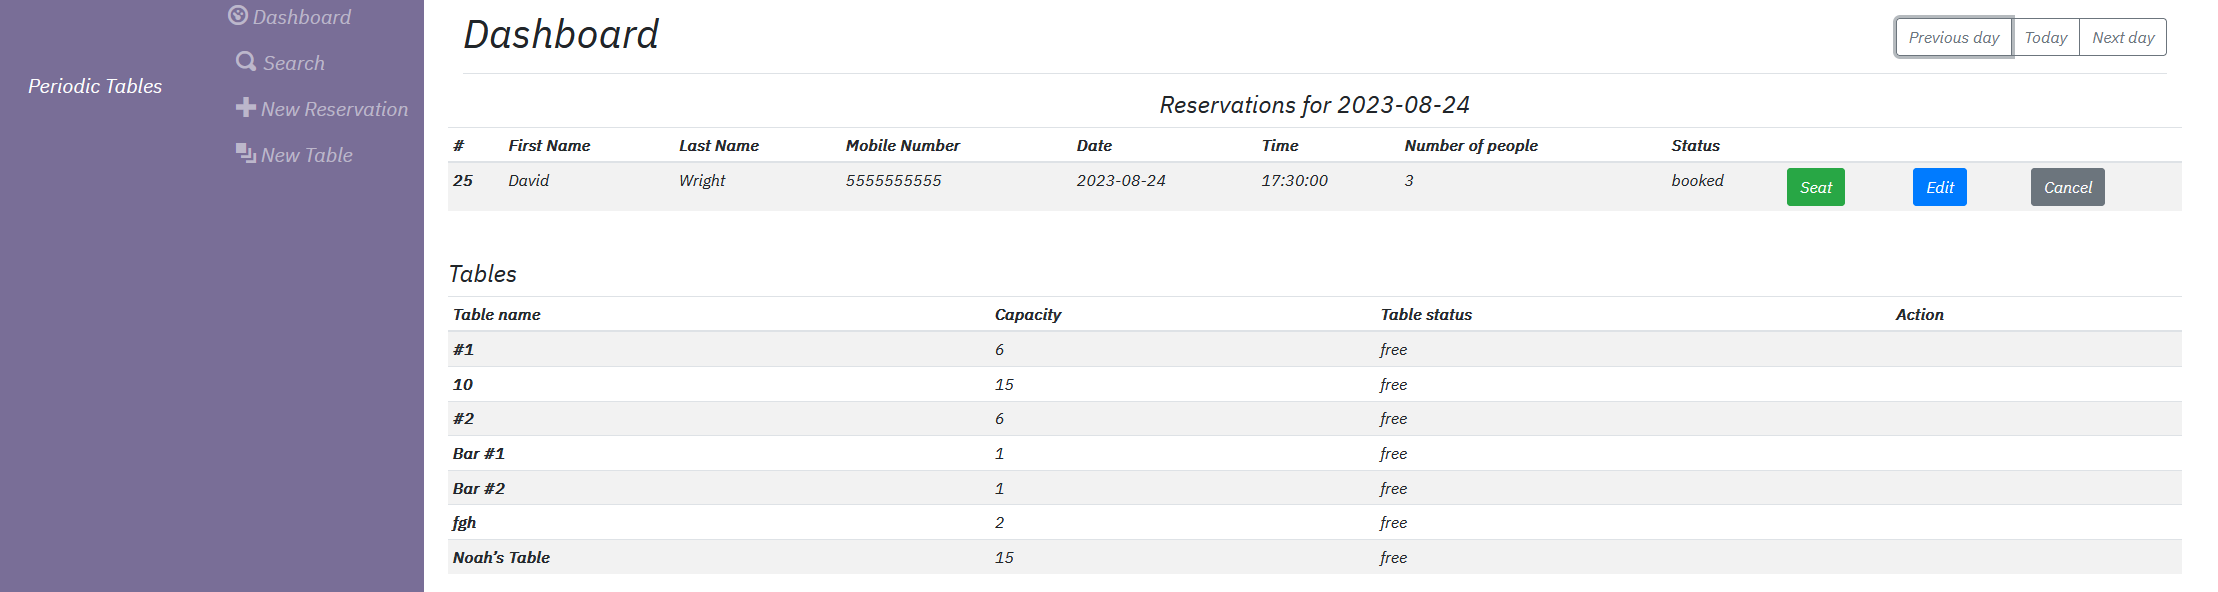 Periodic Tables
Dashboard
Search
New Reservation
New Table
Dashboard
Previous day Today Next day
Reservations for 2023-08-24
# First Name Last Name Mobile Number Date Time Number of people Status
25 David Wright 5555555555 2023-08-24 17:30:00 3 booked Seat Edit Cancel
Tables
Table name Capacity Table status Action
#1 6 free
10 15 free
#2 6 free
Bar #1 1 free
Bar #2 1 free
fgh 2 free
Noah’s Table 15 free